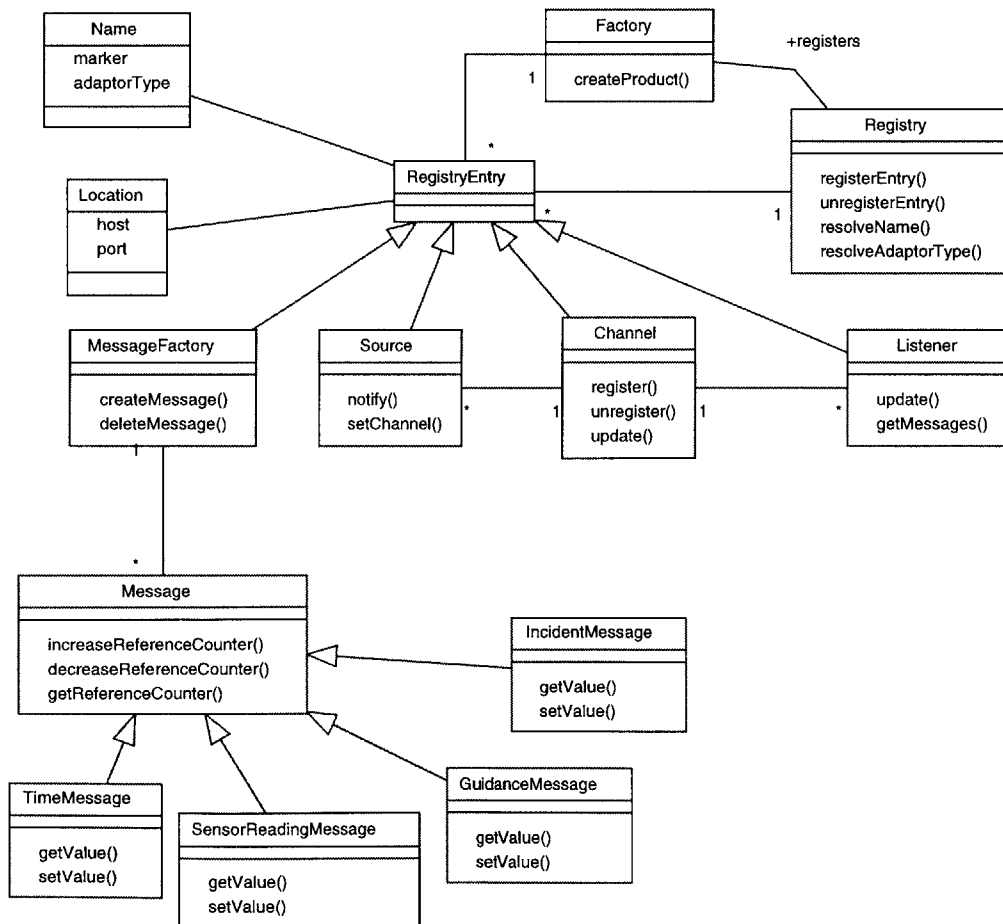 Name
marker
adaptorType
Factory
createProduct()
1
+registers
Registry
registerEntry()
unregisterEntry()
resolveName()
resolveAdaptorType()
1
*
RegistryEntry
*
Location
host
port
MessageFactory
createMessage()
deleteMessage()
1
Source
notify()
setChannel()
*
1
Channel
register()
unregister()
update()
1
*
Listener
update()
getMessages()
*
Message
increaseReferenceCounter()
decreaseReferenceCounter()
getReferenceCounter()
IncidentMessage
getValue()
setValue()
TimeMessage
getValue()
setValue()
SensorReadingMessage
getValue()
setValue()
GuidanceMessage
getValue()
setValue()